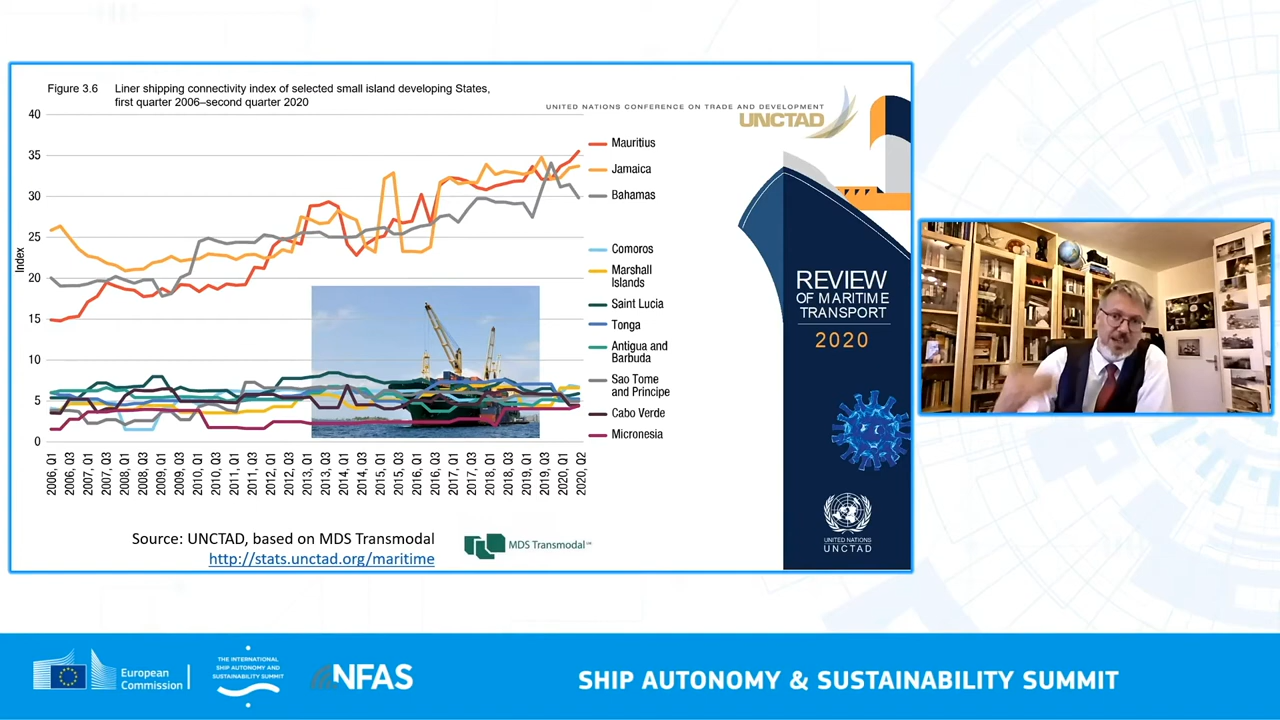 Figure 3.6 Liner shipping connectivity index of selected small island developing States,
first quarter 2006–second quarter 2020
UNITED NATIONS CONFERENCE ON TRADE AND DEVELOPMENT
UNCTAD
Index
40
35
30
25
20
15
10
5
0
Mauritius
Jamaica
Bahamas
Comoros
Marshall
Islands
Saint Lucia
Tonga
Antigua and
Barbuda
Sao Tome
and Principe
Cabo Verde
Micronesia
2006, Q1
2006, Q3
2007, Q1
2007, Q3
2008, Q1
2008, Q3
2009, Q1
2009, Q3
2010, Q1
2010, Q3
2011, Q1
2011, Q3
2012, Q1
2012, Q3
2013, Q1
2013, Q3
2014, Q1
2014, Q3
2015, Q1
2015, Q3
2016, Q1
2016, Q3
2017, Q1
2017, Q3
2018, Q1
2018, Q3
2019, Q1
2019, Q3
2020, Q1
2020, Q2
Source: UNCTAD, based on MDS Transmodal
http://stats.unctad.org/maritime
MDS Transmodal
REVIEW
OF MARITIME
TRANSPORT
2020
UNITED NATIONS
UNCTAD
European
Commission
THE INTERNATIONAL
SHIP AUTONOMY AND
SUSTAINABILITY SUMMIT
NFAS
SHIP AUTONOMY & SUSTAINABILITY SUMMIT